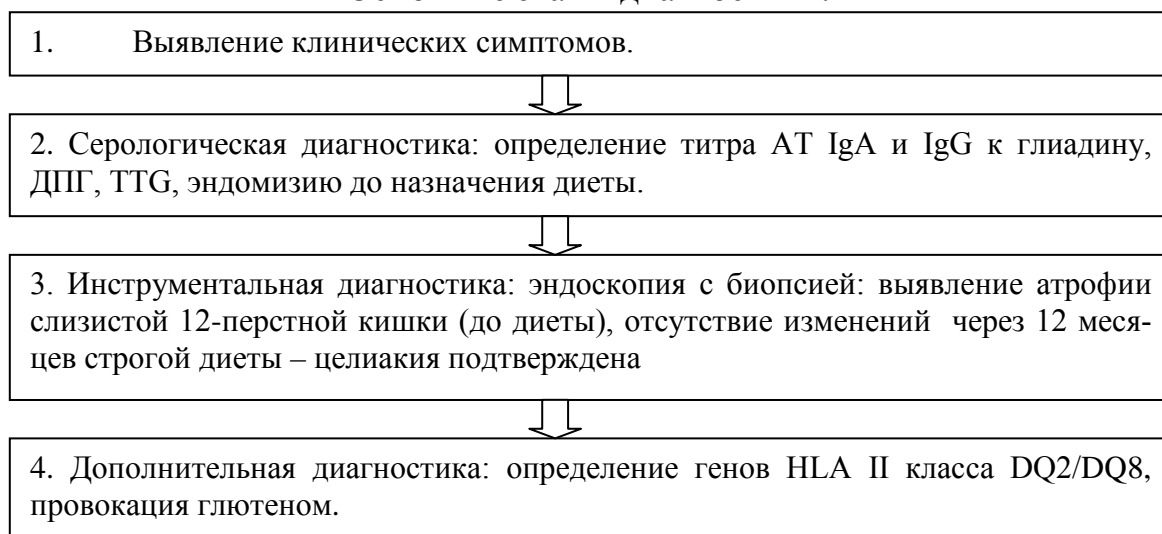 1. Выявление клинических симптомов.
2. Серологическая диагностика: определение титра АТ IgA и IgG к глиадину,
ДПГ, TTG, эндомизию до назначения диеты.
3. Инструментальная диагностика: эндоскопия с биопсией: выявление атрофии
слизистой 12-перстной кишки (до диеты), отсутствие изменений через 12 меся-
цев строгой диеты – целиакия подтверждена
4. Дополнительная диагностика: определение генов HLA II класса DQ2/DQ8,
провокация глютеном.